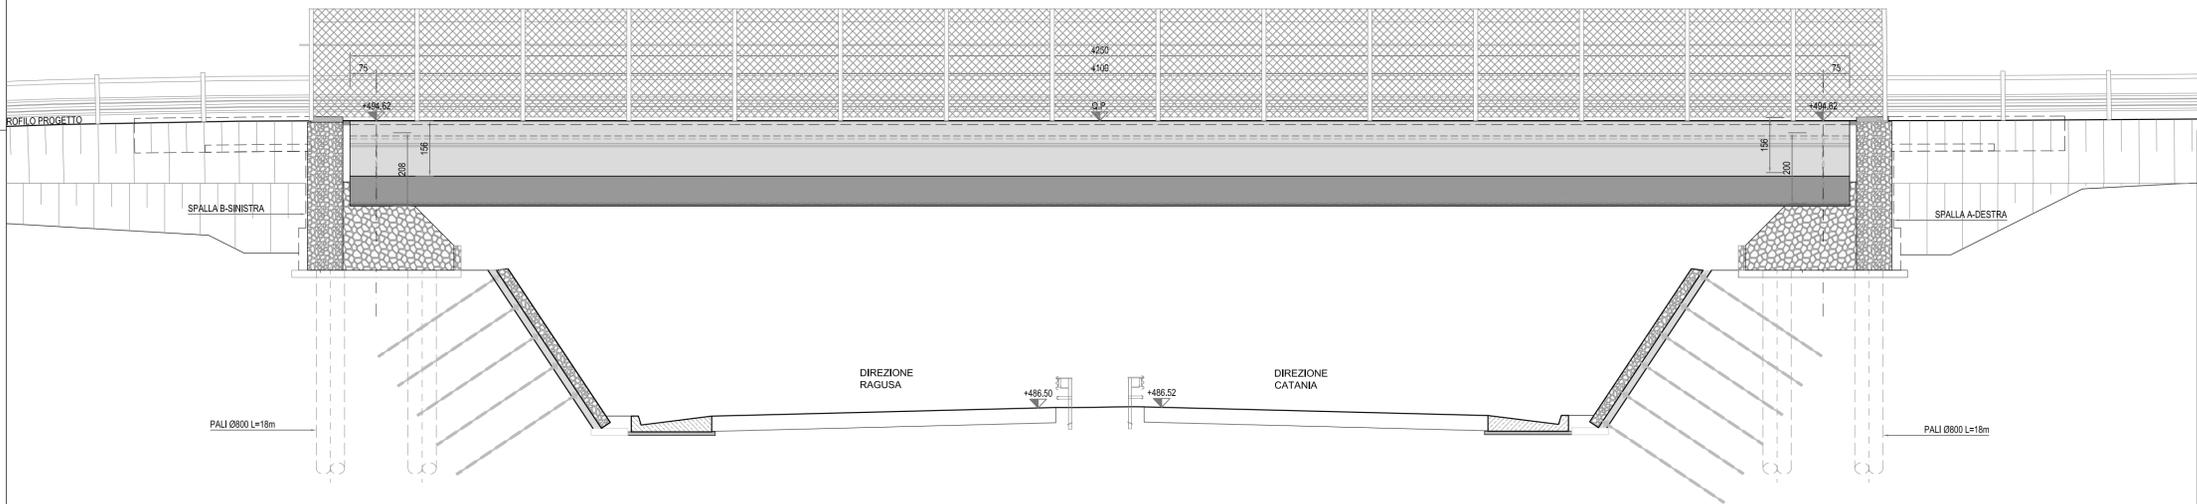 4250
75
4100
75
+494.62
Q.P.
+494.62
ROFILO PROGETTO
156
208
156
200
SPALLA B-SINISTRA
SPALLA A-DESTRA
DIREZIONE
RAGUSA
DIREZIONE
CATANIA
+486.50
+486.52
PALI Ø800 L=18m
PALI Ø800 L=18m